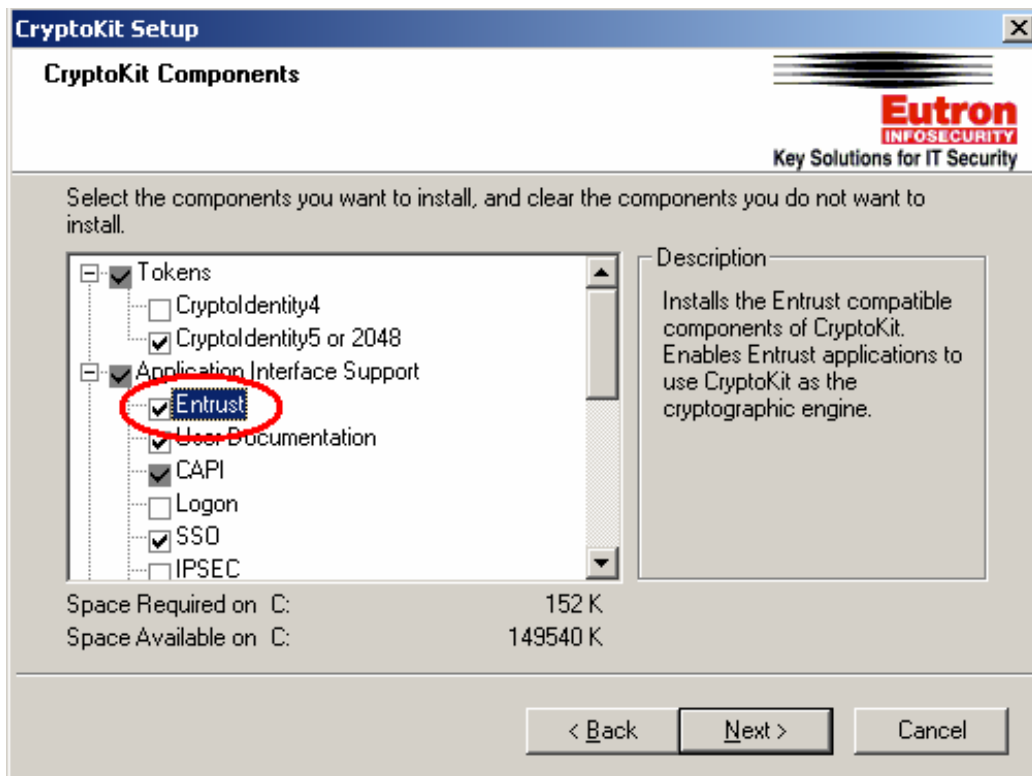 CryptoKit Setup
CryptoKit Components
Eutron
INFOSECURITY
Key Solutions for IT Security
Select the components you want to install, and clear the components you do not want to
install.
Tokens
CryptoIdentity4
CryptoIdentity5 or 2048
Application Interface Support
Entrust
User Documentation
CAPI
Logon
SSO
IPSEC
Description
Installs the Entrust compatible
components of CryptoKit.
Enables Entrust applications to
use CryptoKit as the
cryptographic engine.
Space Required on C: 152 K
Space Available on C: 149540 K
< Back Next > Cancel